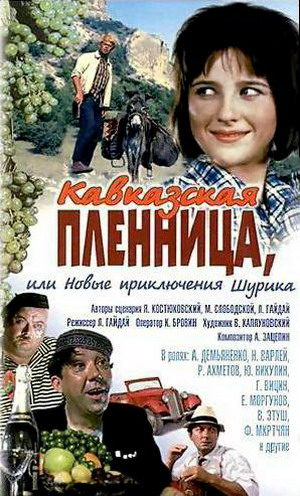 Кавказская
ПЛЕННИЦА,
или Новые приключения Шурика
Авторы сценария Я. КОСТЮКОВСКИЙ, М. СЛОБОДСКОЙ, Л. ГАЙДАЙ
Режиссер Л. ГАЙДАЙ Оператор К. БРОВИН Художник В. КАПЛУНОВСКИЙ
Композитор А. ЗАЦЕПИН
В ролях: А. ДЕМЬЯНЕНКО, Н. ВАРЛЕЙ,
Р. АХМЕТОВ, Ю. НИКУЛИН,
Г. ВИЦИН,
Е. МОРГУНОВ,
В. ЭТУШ,
Ф. МКРТЧЯН
и другие